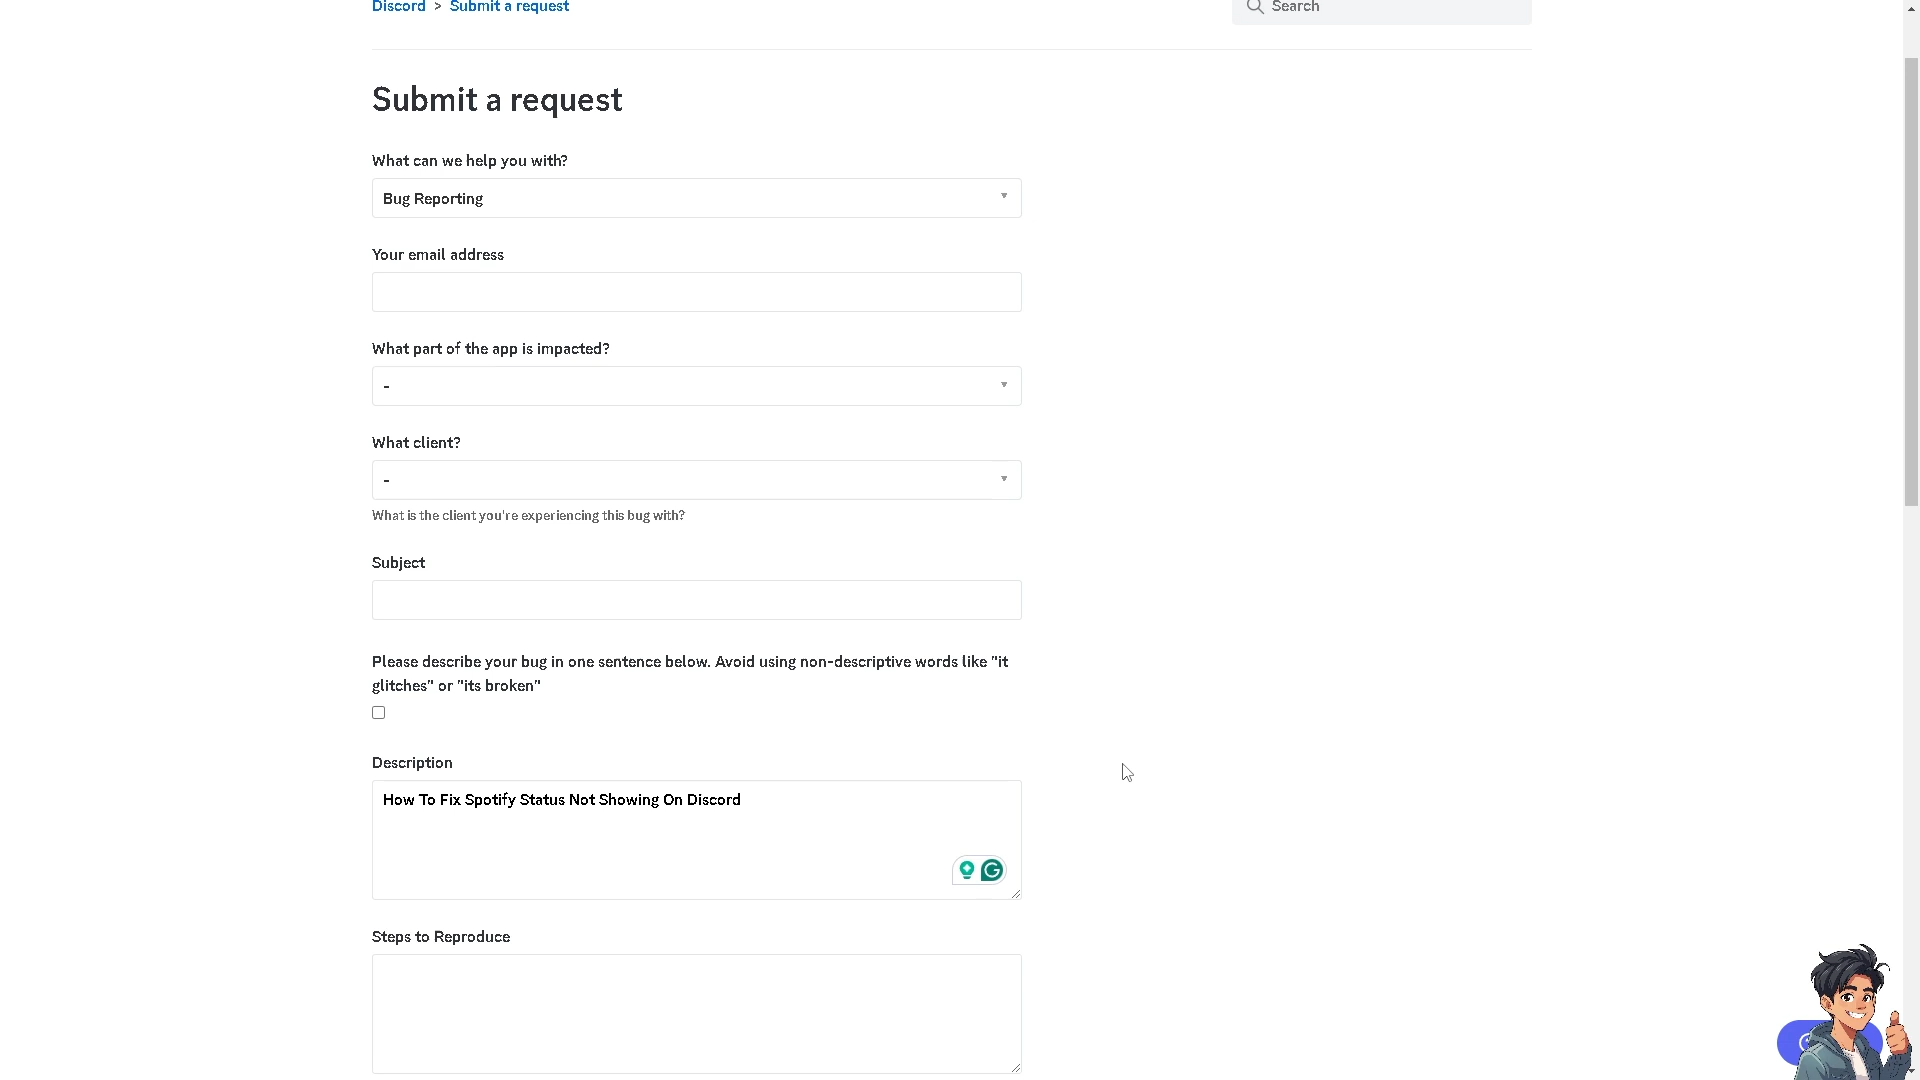 Discord > Submit a request
Search
Submit a request
What can we help you with?
Bug Reporting
Your email address
What part of the app is impacted?
-
What client?
-
What is the client you're experiencing this bug with?
Subject
Please describe your bug in one sentence below. Avoid using non-descriptive words like "it
glitches" or "its broken"
Description
How To Fix Spotify Status Not Showing On Discord
Steps to Reproduce